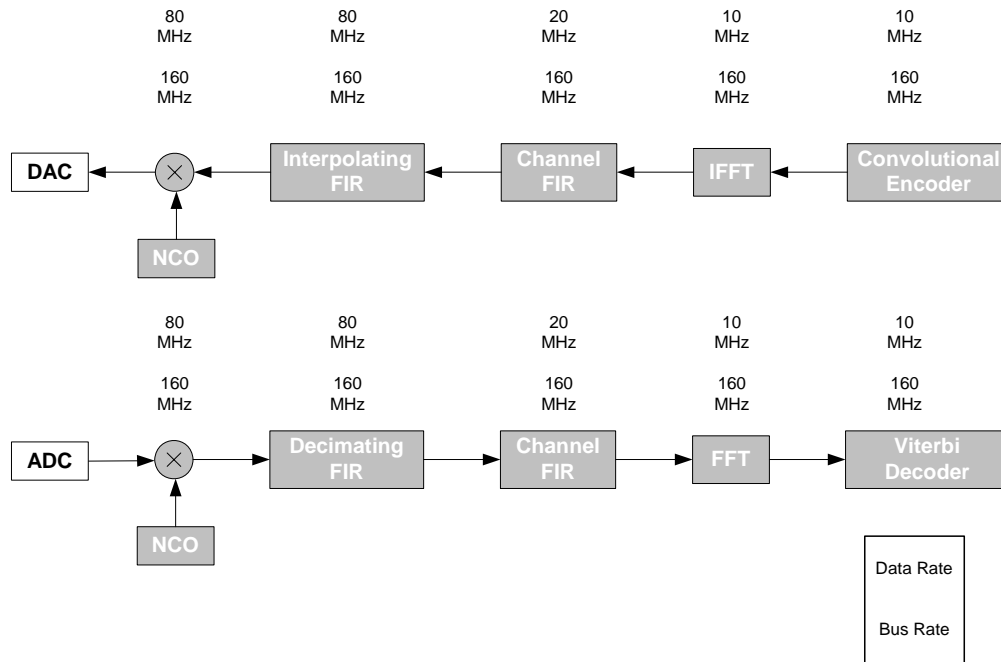 80 80 20 10 10
MHz MHz MHz MHz MHz
160 160 160 160 160
MHz MHz MHz MHz MHz
DAC Interpolating FIR Channel FIR IFFT Convolutional Encoder
NCO
80 80 20 10 10
MHz MHz MHz MHz MHz
160 160 160 160 160
MHz MHz MHz MHz MHz
ADC Decimating FIR Channel FIR FFT Viterbi Decoder
NCO
Data Rate
Bus Rate